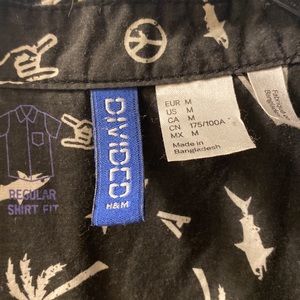 REGULAR
SHIRT FIT
DIVIDED
H&M
EUR M
US M
CA M
CN 175/100A
MX M
Made in
Bangladesh